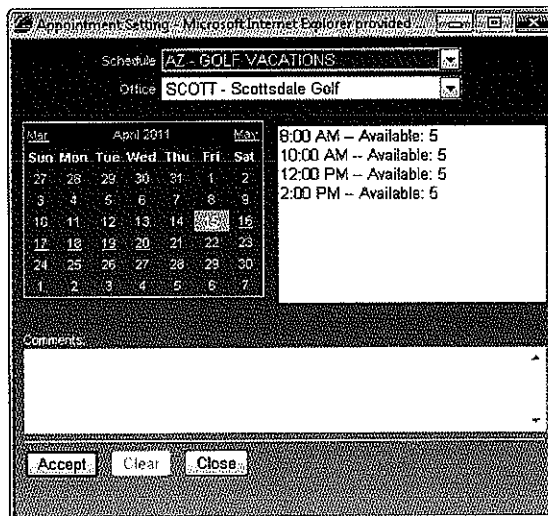 Appointment Setting - Microsoft Internet Explorer provided
Schedule AZ - GOLF VACATIONS
Office SCOTT - Scottsdale Golf
Mar April 2011 May
Sun Mon Tue Wed Thu Fri Sat
27 28 29 30 31 1 2
3 4 5 6 7 8 9
10 11 12 13 14 15 16
17 18 19 20 21 22 23
24 25 26 27 28 29 30
1 2 3 4 5 6 7
8:00 AM -- Available: 5
10:00 AM -- Available: 5
12:00 PM -- Available: 5
2:00 PM -- Available: 5
Comments:
Accept Clear Close